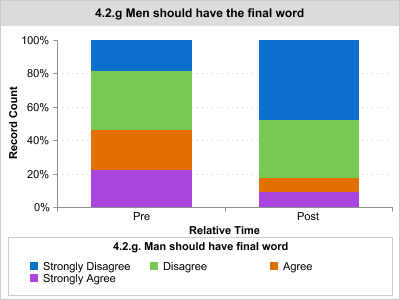 4.2.g Men should have the final word
100%
80%
60%
40%
20%
0%
Record Count
Pre
Post
Relative Time
4.2.g. Man should have final word
Strongly Disagree
Disagree
Agree
Strongly Agree